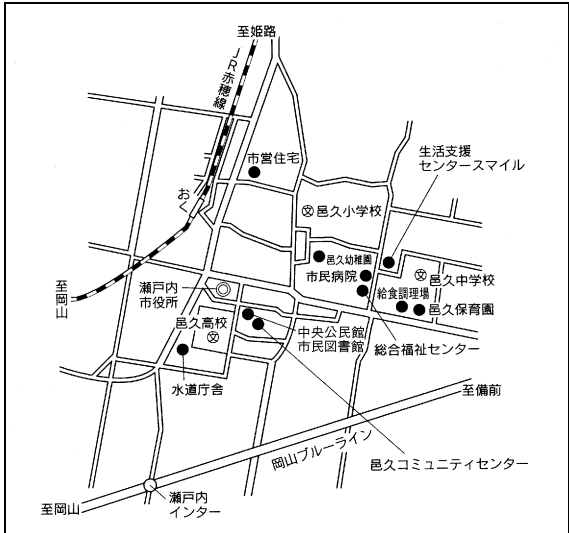 至姫路
JR赤穂線
市営住宅
生活支援
センタースマイル
おく
文
邑久小学校
邑久幼稚園
市民病院
文
邑久中学校
至岡山
瀬戸内
市役所
給食調理場
邑久保育園
邑久高校
文
中央公民館
市民図書館
総合福祉センター
水道庁舎
至備前
岡山ブルーライン
邑久コミュニティセンター
瀬戸内
インター
至岡山